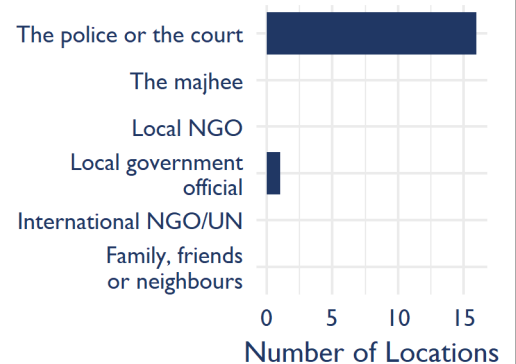 The police or the court
The majhee
Local NGO
Local government
official
International NGO/UN
Family, friends
or neighbours
0 5 10 15
Number of Locations